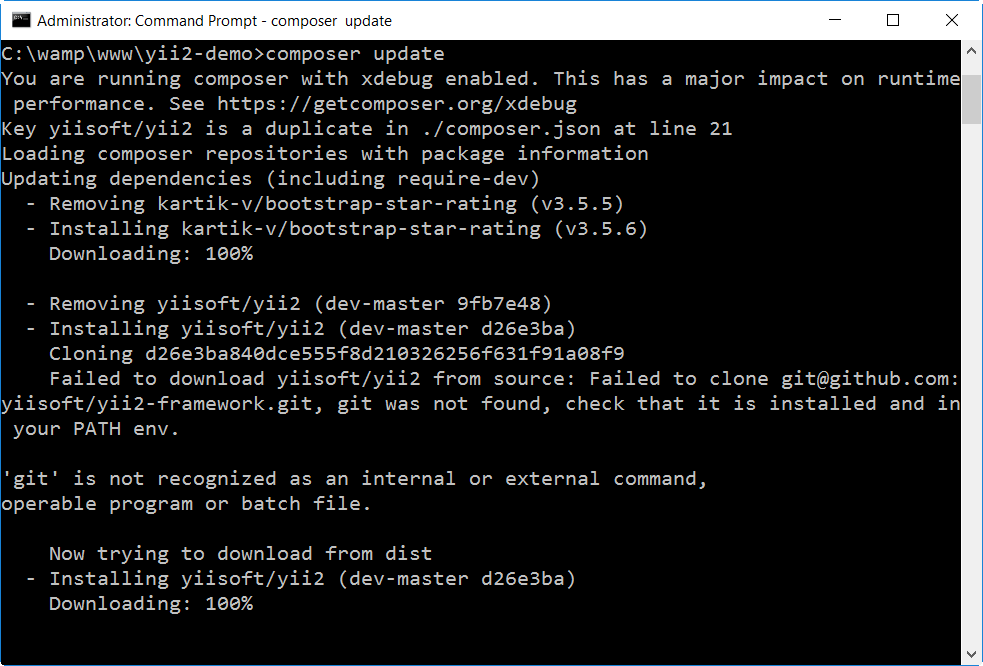 Administrator: Command Prompt - composer  update
C:\wamp\www\yii2-demo>composer update
You are running composer with xdebug enabled. This has a major impact on runtime
 performance. See https://getcomposer.org/xdebug
Key yiisoft/yii2 is a duplicate in ./composer.json at line 21
Loading composer repositories with package information
Updating dependencies (including require-dev)
  - Removing kartik-v/bootstrap-star-rating (v3.5.5)
  - Installing kartik-v/bootstrap-star-rating (v3.5.6)
    Downloading: 100%
  - Removing yiisoft/yii2 (dev-master 9fb7e48)
  - Installing yiisoft/yii2 (dev-master d26e3ba)
    Cloning d26e3ba840dce555f8d210326256f631f91a08f9
    Failed to download yiisoft/yii2 from source: Failed to clone git@github.com:
yiisoft/yii2-framework.git, git was not found, check that it is installed and in
 your PATH env.
'git' is not recognized as an internal or external command,
operable program or batch file.
    Now trying to download from dist
  - Installing yiisoft/yii2 (dev-master d26e3ba)
    Downloading: 100%